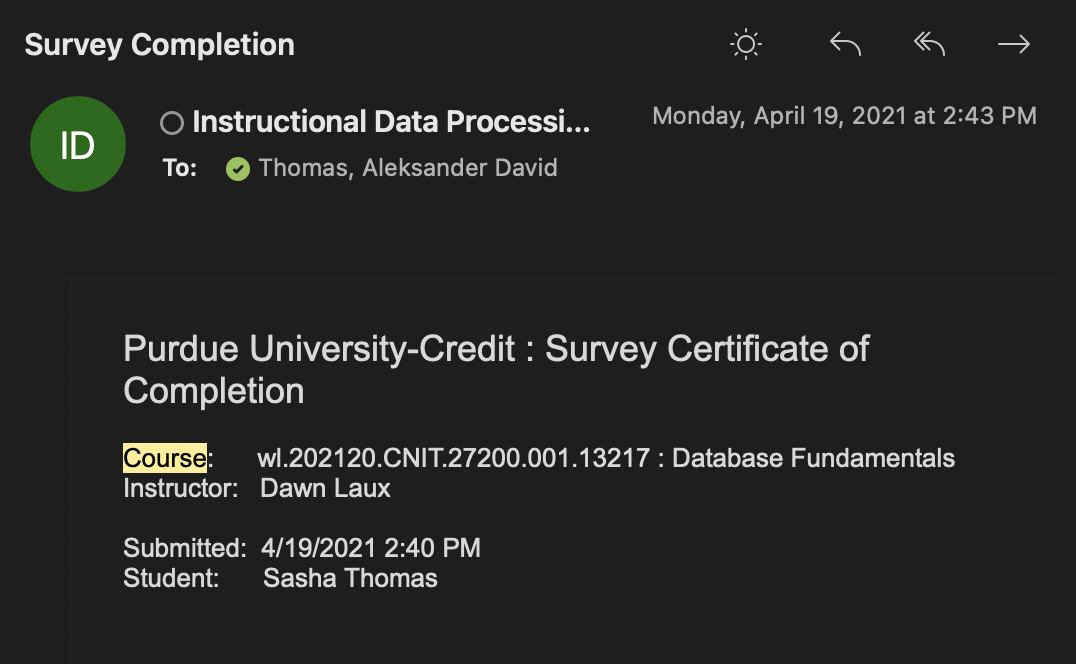 Survey Completion
ID
Instructional Data Processi...
Monday, April 19, 2021 at 2:43 PM
To: Thomas, Aleksander David
Purdue University-Credit : Survey Certificate of
Completion
Course: wl.202120.CNIT.27200.001.13217 : Database Fundamentals
Instructor: Dawn Laux
Submitted: 4/19/2021 2:40 PM
Student: Sasha Thomas